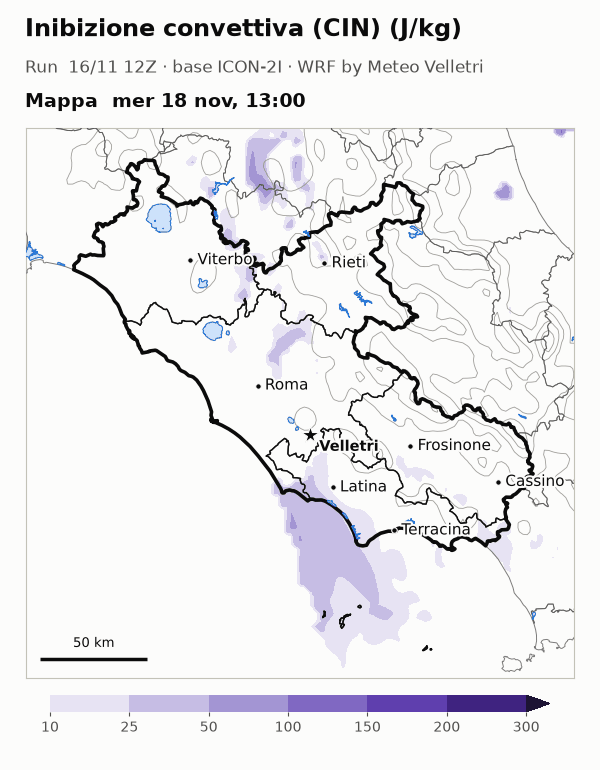 Inibizione convettiva (CIN) (J/kg)
Run  16/11 12Z · base ICON-2I · WRF by Meteo Velletri
Mappa  mer 18 nov, 13:00
Viterbo
Rieti
Roma
Velletri
Frosinone
Latina
Cassino
Terracina
50 km
10 25 50 100 150 200 300